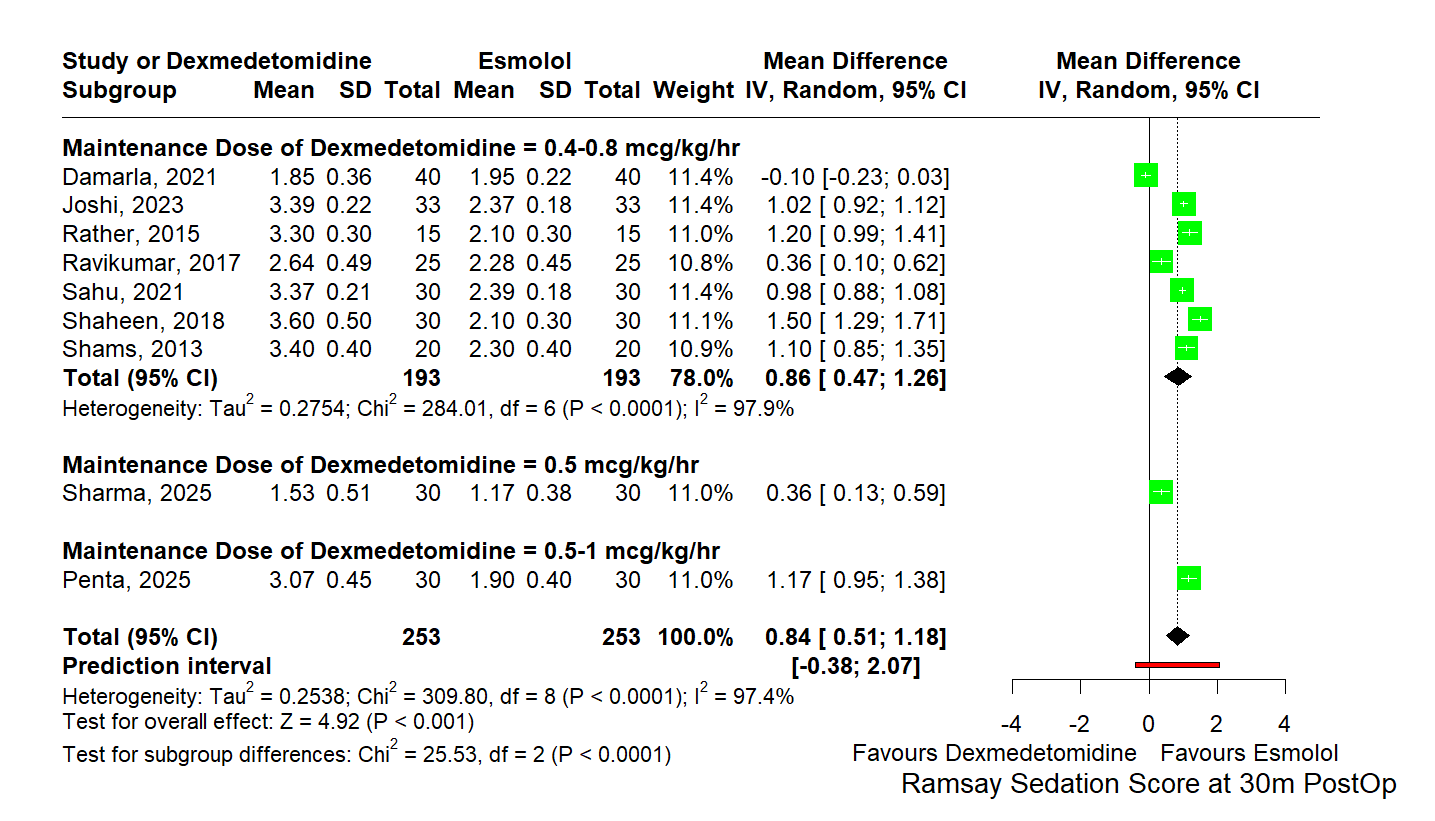 Study or Dexmedetomidine Esmolol Mean Difference Mean Difference
Subgroup Mean SD Total Mean SD Total Weight IV, Random, 95% CI IV, Random, 95% CI
Maintenance Dose of Dexmedetomidine = 0.4-0.8 mcg/kg/hr
Damarla, 2021 1.85 0.36 40 1.95 0.22 40 11.4% -0.10 [-0.23; 0.03]
Joshi, 2023 3.39 0.22 33 2.37 0.18 33 11.4% 1.02 [ 0.92; 1.12]
Rather, 2015 3.30 0.30 15 2.10 0.30 15 11.0% 1.20 [ 0.99; 1.41]
Ravikumar, 2017 2.64 0.49 25 2.28 0.45 25 10.8% 0.36 [ 0.10; 0.62]
Sahu, 2021 3.37 0.21 30 2.39 0.18 30 11.4% 0.98 [ 0.88; 1.08]
Shaheen, 2018 3.60 0.50 30 2.10 0.30 30 11.1% 1.50 [ 1.29; 1.71]
Shams, 2013 3.40 0.40 20 2.30 0.40 20 10.9% 1.10 [ 0.85; 1.35]
Total (95% CI) 193 193 78.0% 0.86 [ 0.47; 1.26]
Heterogeneity: Tau² = 0.2754; Chi² = 284.01, df = 6 (P < 0.0001); I² = 97.9%
Maintenance Dose of Dexmedetomidine = 0.5 mcg/kg/hr
Sharma, 2025 1.53 0.51 30 1.17 0.38 30 11.0% 0.36 [ 0.13; 0.59]
Maintenance Dose of Dexmedetomidine = 0.5-1 mcg/kg/hr
Penta, 2025 3.07 0.45 30 1.90 0.40 30 11.0% 1.17 [ 0.95; 1.38]
Total (95% CI) 253 253 100.0% 0.84 [ 0.51; 1.18]
Prediction interval [-0.38; 2.07]
Heterogeneity: Tau² = 0.2538; Chi² = 309.80, df = 8 (P < 0.0001); I² = 97.4%
Test for overall effect: Z = 4.92 (P < 0.001)
Test for subgroup differences: Chi² = 25.53, df = 2 (P < 0.0001)
-4 -2 0 2 4
Favours Dexmedetomidine Favours Esmolol
Ramsay Sedation Score at 30m PostOp